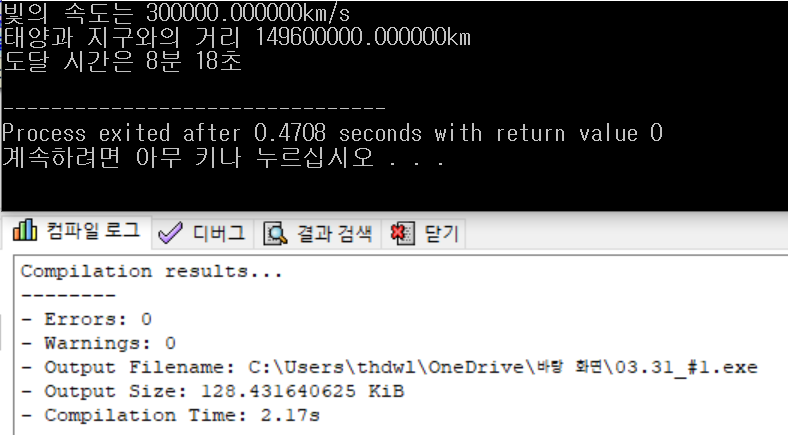 빛의 속도는 300000.000000km/s
태양과 지구와의 거리 149600000.000000km
도달 시간은 8분 18초
--------------------------------
Process exited after 0.4708 seconds with return value 0
계속하려면 아무 키나 누르십시오 . . .
컴파일 로그 디버그 결과 검색 닫기
Compilation results...
--------
- Errors: 0
- Warnings: 0
- Output Filename: C:\Users\thdwl\OneDrive\바탕 화면\03.31_#1.exe
- Output Size: 128.431640625 KiB
- Compilation Time: 2.17s